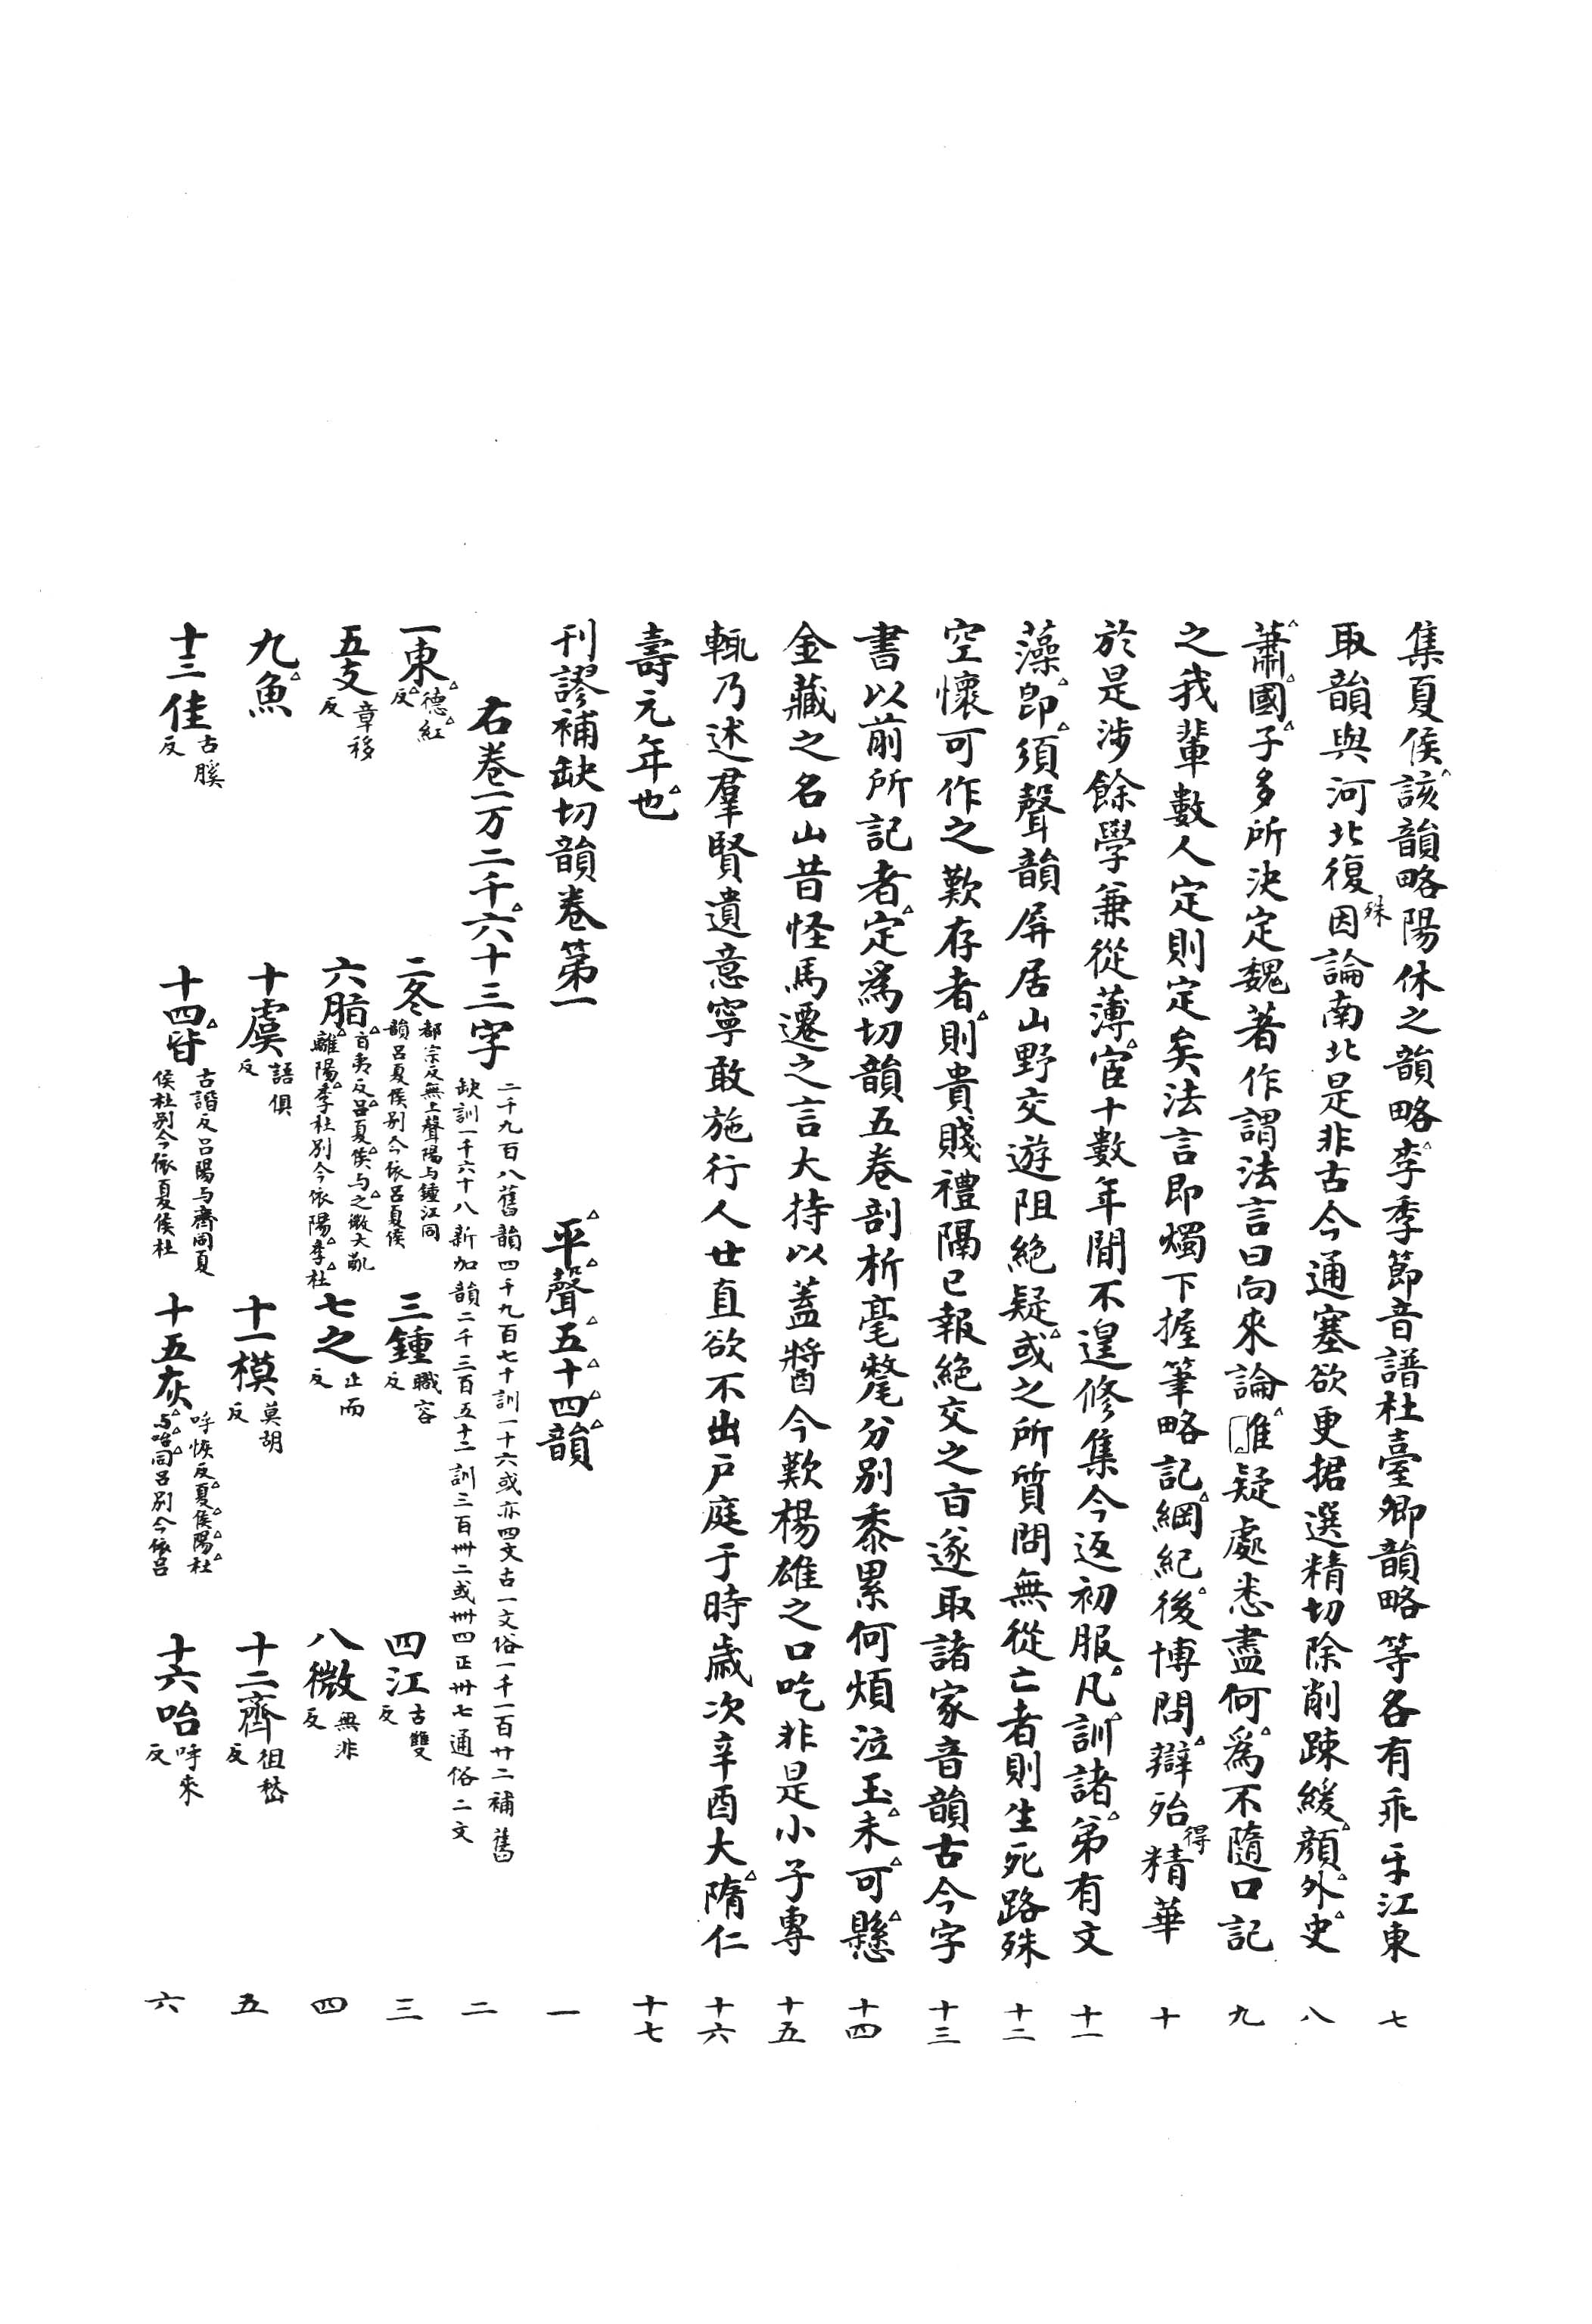 集夏侯該韻略陽休之韻略李季節音譜杜臺卿韻略等各有乖㸦江東 七
取韻與河北復殊因論南北是非古今通塞欲更捃選精切除削踈緩顏外史 八
蕭國子多所決定魏著作謂法言曰向來論難疑處悉盡何爲不隨口記 九
之我輩數人定則定矣法言即燭下握筆略記綱紀後博問辯殆得精華 十
於是涉餘學兼從薄宦十數年間不遑修集今返初服凡訓諸弟有文 十一
藻即須聲韻屏居山野交遊阻絶疑或之所質問無從亡者則生死路殊 十二
空懷可作之歎存者則貴賤禮隔已報絶交之旨遂取諸家音韻古今字 十三
書以前所記者定爲切韻五卷剖析毫氂分別黍累何煩泣玉未可懸 十四
金藏之名山昔怪馬遷之言大持以蓋醬今歎楊雄之口吃非是小子專 十五
輒乃述羣賢遺意寧敢施行人廿直欲不出戶庭于時歲次辛酉大隋仁 十六
壽元年也 十七
刊謬補缺切韻卷第一 平聲五十四韻 一
右卷一万二千六十三字 二千九百八舊韻四千九百七十訓一十六或亦四文古一文俗一千一百廿二補舊缺訓一千六十八新加韻二千三百五十二訓三百卌二或卌四正卌七通俗二文 二
一東德紅反 二冬都宗反無上聲陽与鍾江同韻呂夏侯別今依呂夏侯 三鍾職容反 四江古雙反 三
五支章移反 六脂旨夷反呂夏侯与之微大亂離陽李杜別今依陽李杜 七之止而反 八微無非反 四
九魚 十虞語俱反 十一模莫胡反 十二齊徂嵇反 五
十三佳古膎反 十四皆古諧反呂陽与齊同夏侯杜別今依夏侯杜 十五灰呼恢反夏侯陽杜与咍同呂別今依呂 十六咍呼來反 六